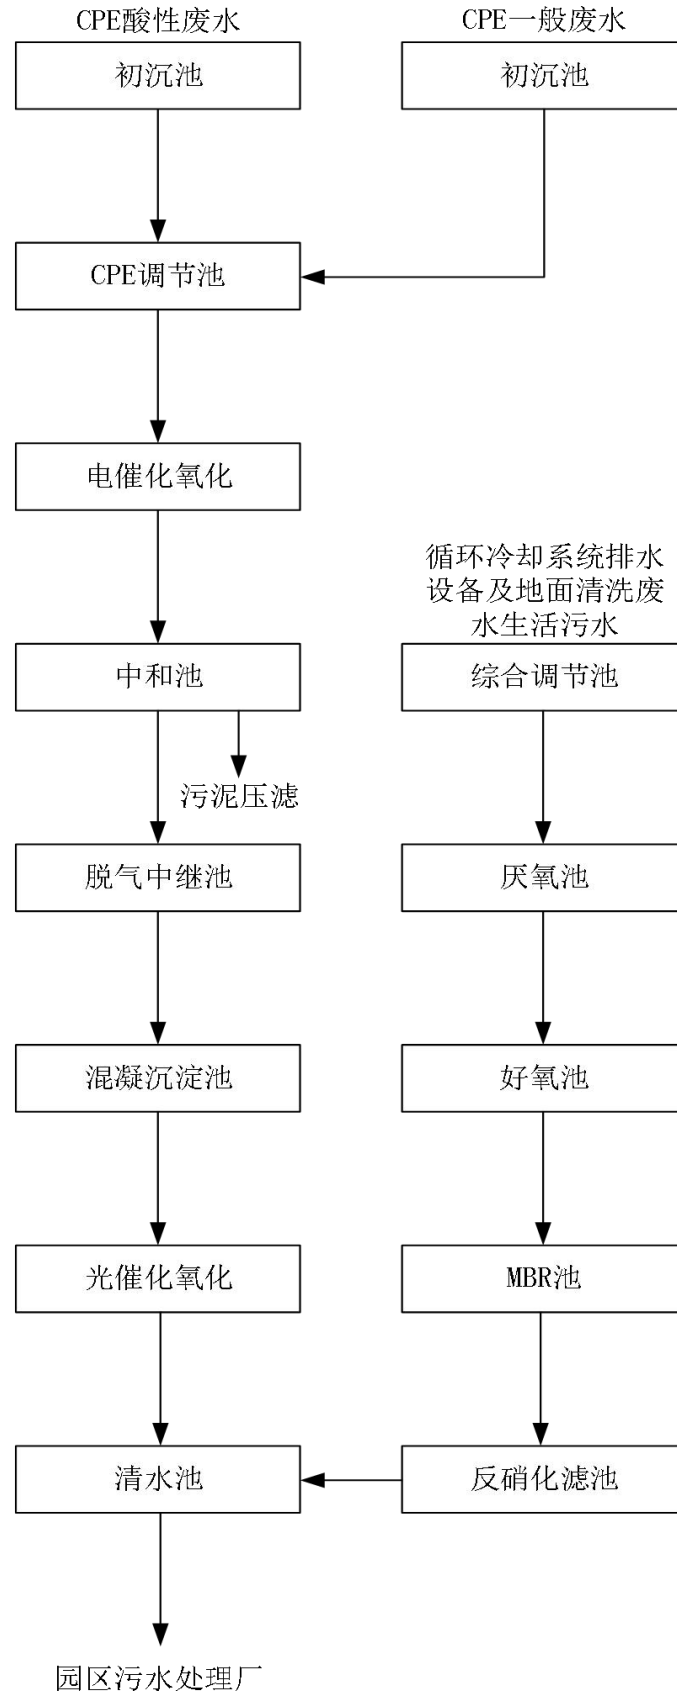 CPE酸性废水
CPE一般废水
初沉池
初沉池
CPE调节池
电催化氧化
循环冷却系统排水
设备及地面清洗废
水生活污水
中和池
综合调节池
污泥压滤
脱气中继池
厌氧池
混凝沉淀池
好氧池
光催化氧化
MBR池
清水池
反硝化滤池
园区污水处理厂